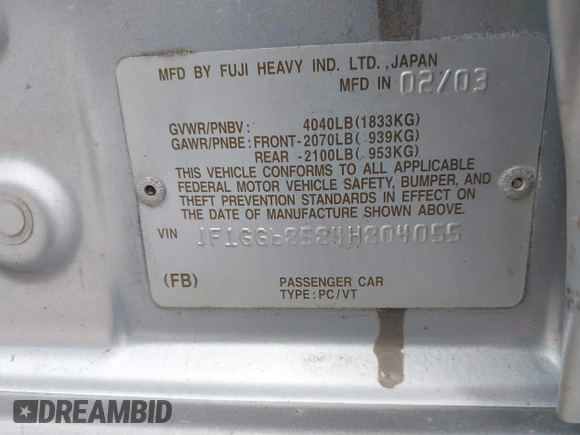 MFD BY FUJI HEAVY IND. LTD., JAPAN
MFD IN 02/03
GVWR/PNBV: 4040LB(1833KG)
GAWR/PNBE: FRONT-2070LB( 939KG)
REAR -2100LB( 953KG)
THIS VEHICLE CONFORMS TO ALL APPLICABLE
FEDERAL MOTOR VEHICLE SAFETY, BUMPER, AND
THEFT PREVENTION STANDARDS IN EFFECT ON
THE DATE OF MANUFACTURE SHOWN ABOVE.
VIN JF1GG68584H804055
(FB) PASSENGER CAR
TYPE: PC/VT
DREAMBID